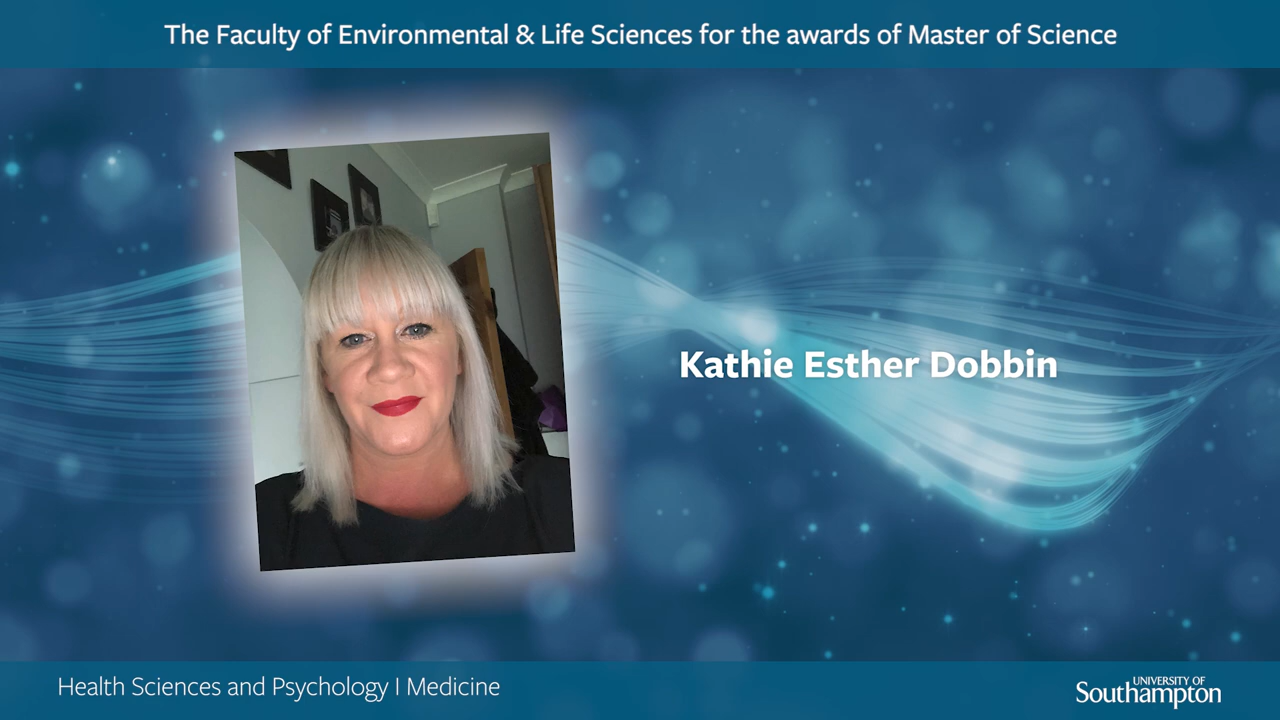 The Faculty of Environmental & Life Sciences for the awards of Master of Science
Kathie Esther Dobbin
Health Sciences and Psychology | Medicine
UNIVERSITY OF
Southampton